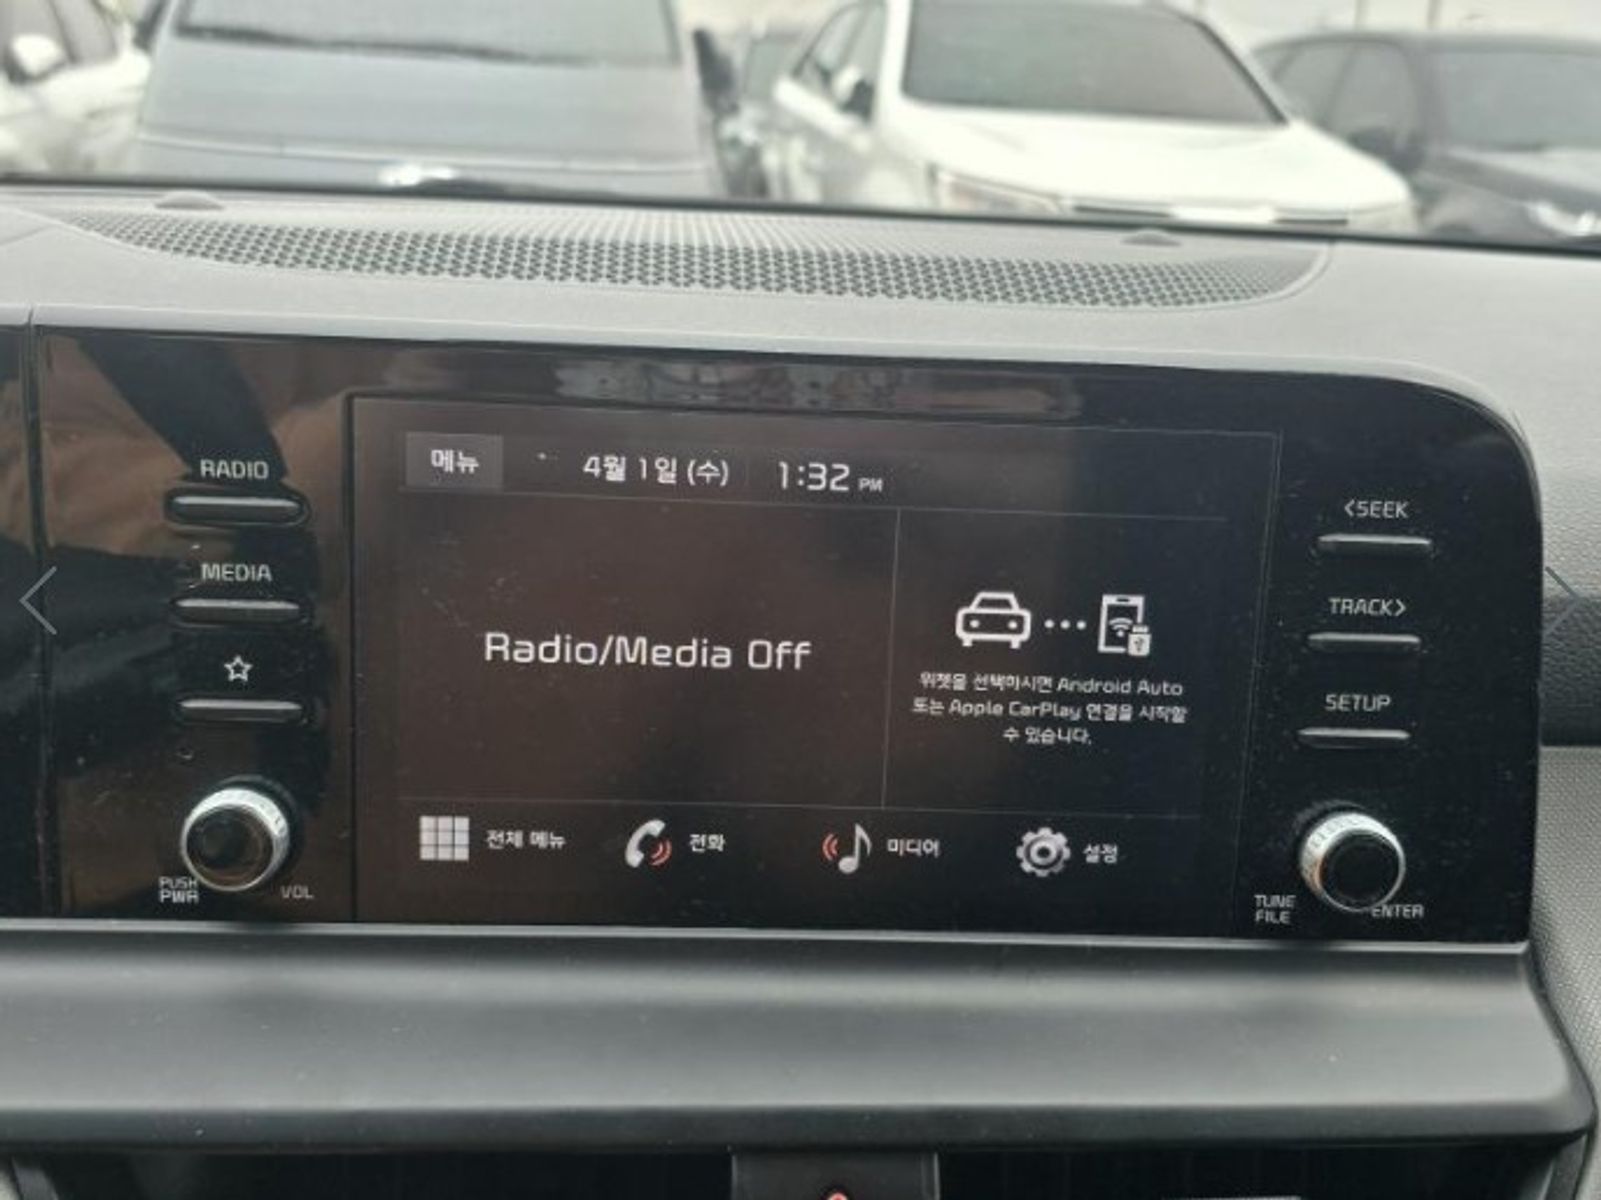 RADIO
MEDIA
PUSH
PWR
VOL
메뉴
4월 1일 (수) 1:32 PM
Radio/Media Off
위젯을 선택하시면 Android Auto
또는 Apple CarPlay 연결을 시작할
수 있습니다.
전체 메뉴
전화
미디어
설정
<SEEK
TRACK>
SETUP
TUNE
FILE
ENTER